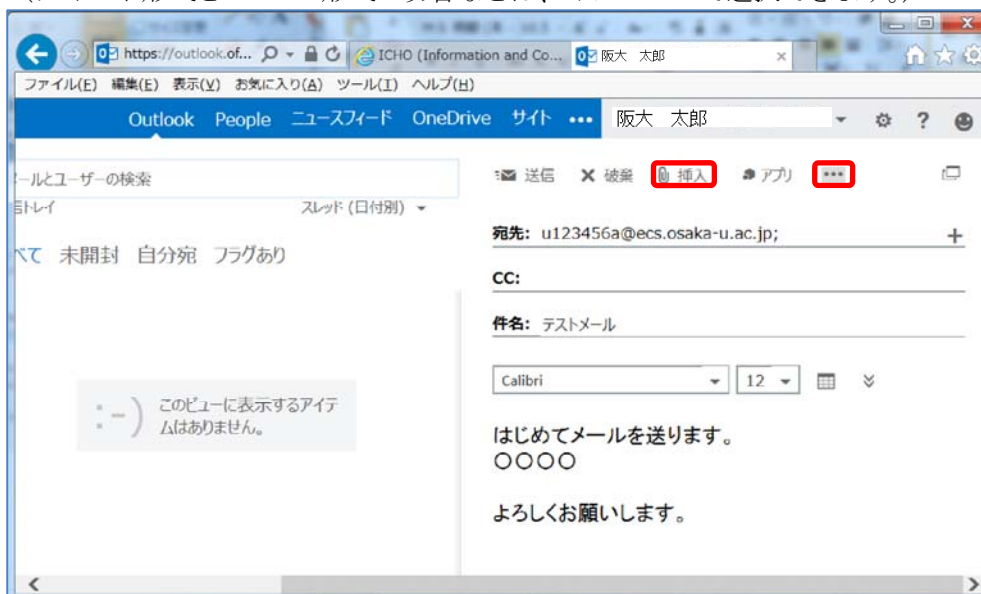 https://outlook.of...
ICHO (Information and Co...
阪大 太郎
ファイル(F) 編集(E) 表示(V) お気に入り(A) ツール(T) ヘルプ(H)
Outlook People ニュースフィード OneDrive サイト ••• 阪大 太郎 ?
ールとユーザーの検索
送信 破棄 挿入 アプリ •••
信トレイ スレッド (日付別)
宛先: u123456a@ecs.osaka-u.ac.jp;
べて 未開封 自分宛 フラグあり
CC:
件名: テストメール
Calibri 12
:-) このビューに表示するアイテ
ムはありません。
はじめてメールを送ります。
○○○○
よろしくお願いします。